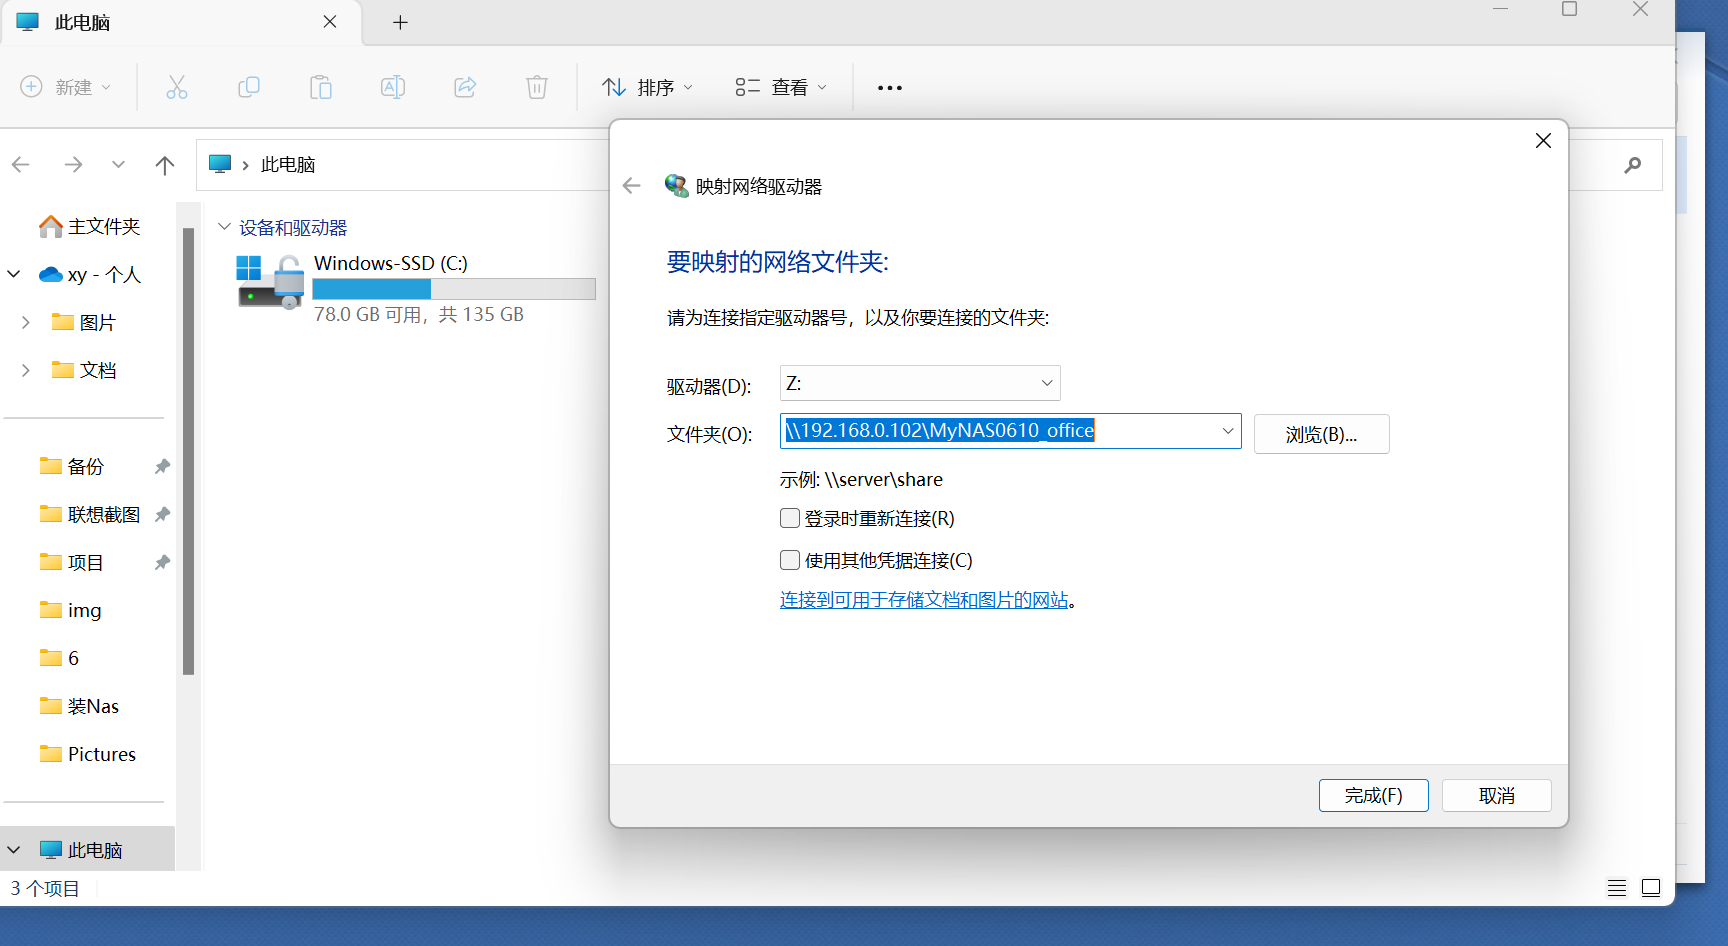 此电脑
新建
排序
查看
此电脑
主文件夹
xy - 个人
图片
文档
备份
联想截图
项目
img
6
装Nas
Pictures
此电脑
3 个项目
设备和驱动器
Windows-SSD (C:)
78.0 GB 可用，共 135 GB
映射网络驱动器
要映射的网络文件夹:
请为连接指定驱动器号，以及你要连接的文件夹:
驱动器(D): Z:
文件夹(O): \\192.168.0.102\MyNAS0610_office 浏览(B)...
示例: \\server\share
登录时重新连接(R)
使用其他凭据连接(C)
连接到可用于存储文档和图片的网站。
完成(F) 取消